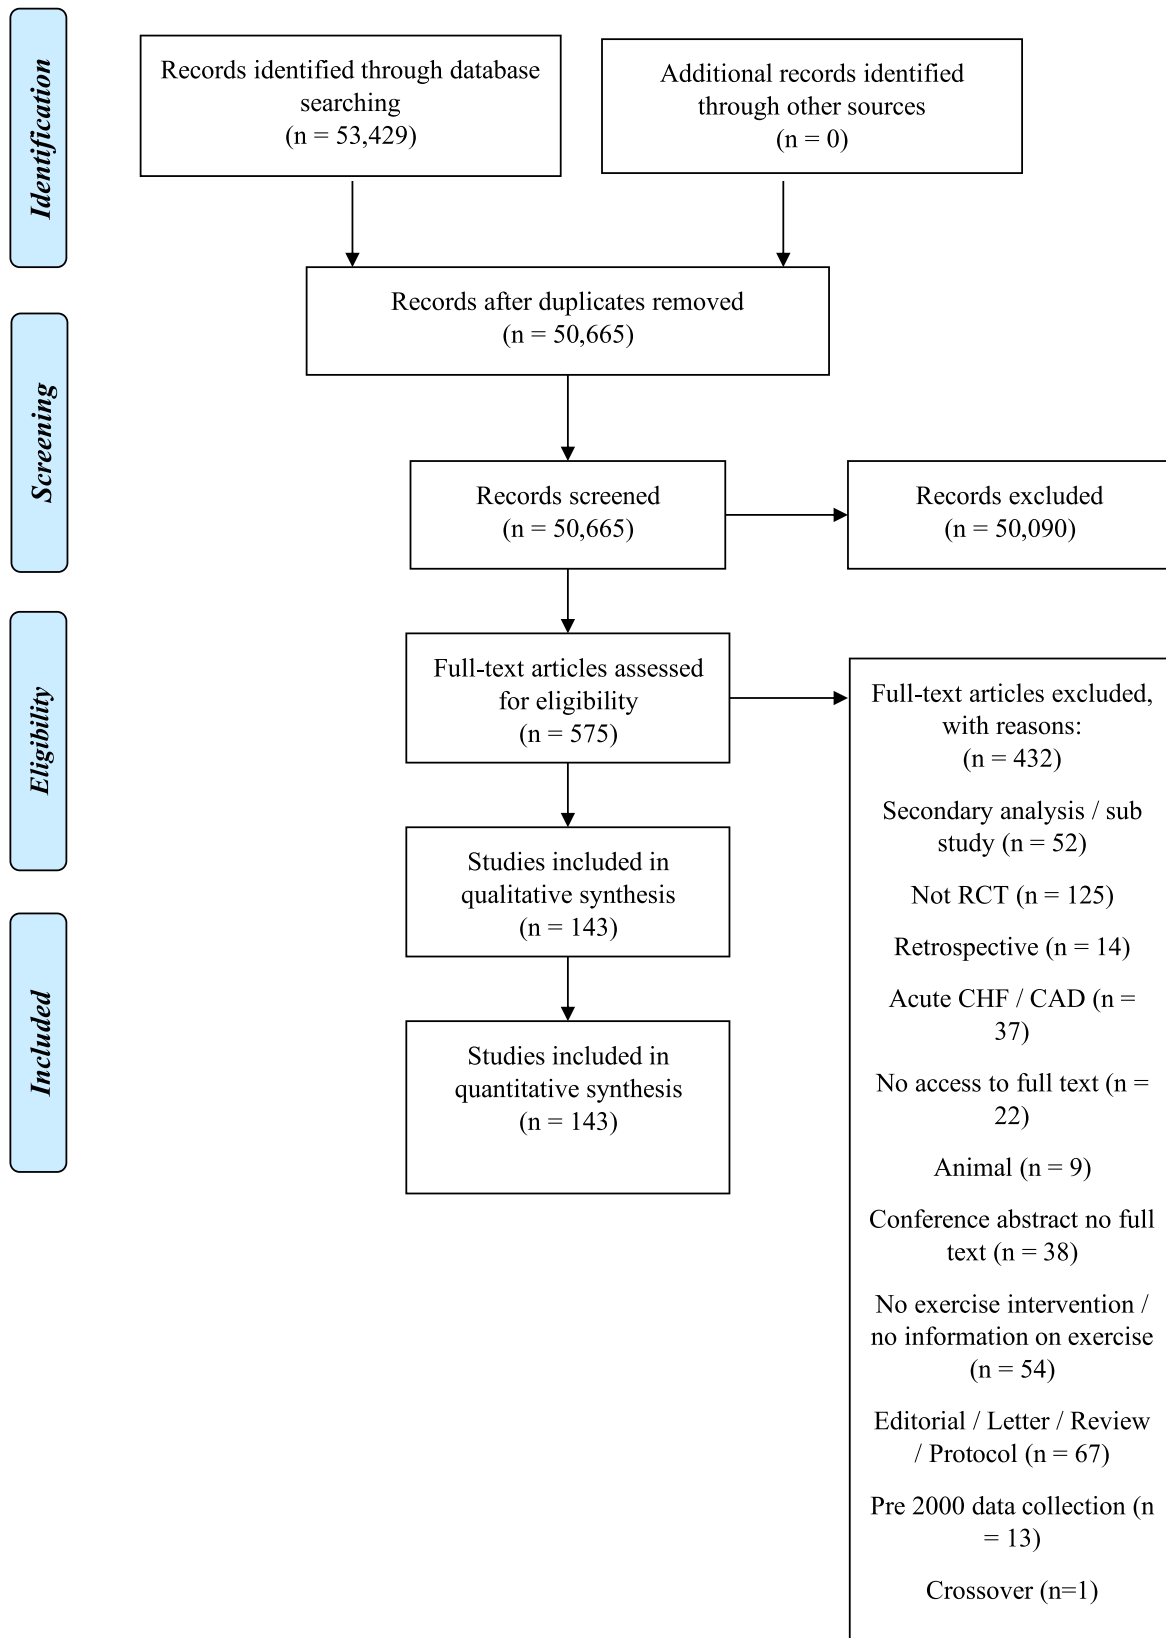 Identification
Records identified through database
searching
(n = 53,429)
Additional records identified
through other sources
(n = 0)
Records after duplicates removed
(n = 50,665)
Screening
Records screened
(n = 50,665)
Records excluded
(n = 50,090)
Eligibility
Full-text articles assessed
for eligibility
(n = 575)
Full-text articles excluded,
with reasons:
(n = 432)
Secondary analysis / sub
study (n = 52)
Not RCT (n = 125)
Retrospective (n = 14)
Acute CHF / CAD (n =
37)
No access to full text (n =
22)
Animal (n = 9)
Conference abstract no full
text (n = 38)
No exercise intervention /
no information on exercise
(n = 54)
Editorial / Letter / Review
/ Protocol (n = 67)
Pre 2000 data collection (n
= 13)
Crossover (n=1)
Studies included in
qualitative synthesis
(n = 143)
Included
Studies included in
quantitative synthesis
(n = 143)